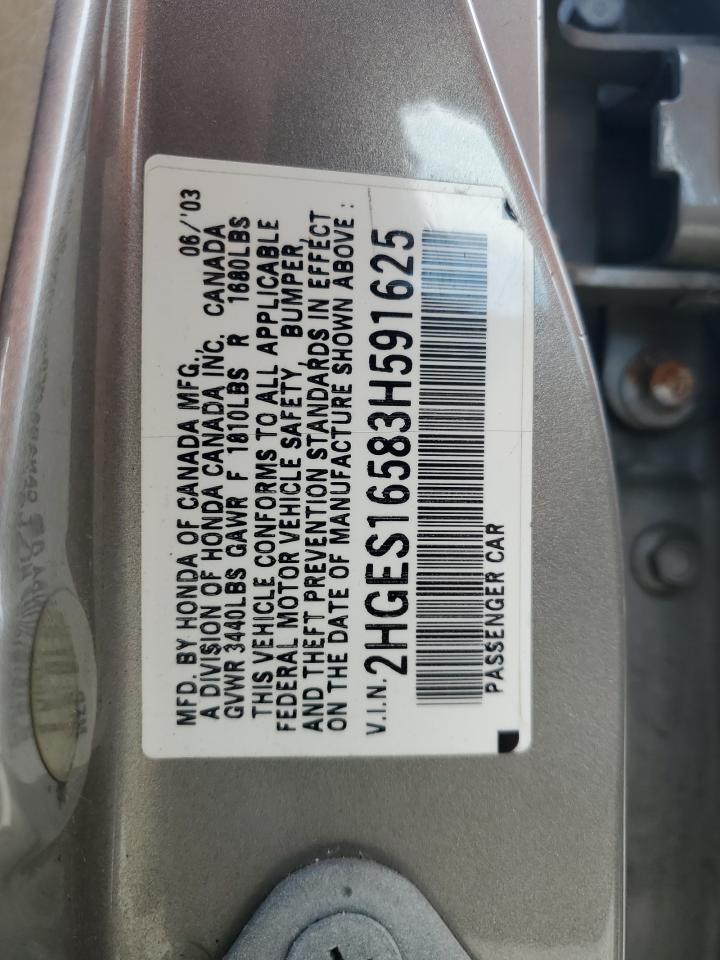 MFD. BY HONDA OF CANADA MFG., 06/'03
A DIVISION OF HONDA CANADA INC., CANADA
GVWR 3440LBS GAWR F 1810LBS R 1680LBS
THIS VEHICLE CONFORMS TO ALL APPLICABLE
FEDERAL MOTOR VEHICLE SAFETY, BUMPER,
AND THEFT PREVENTION STANDARDS IN EFFECT
ON THE DATE OF MANUFACTURE SHOWN ABOVE :
V.I.N. 2HGES16583H591625
PASSENGER CAR